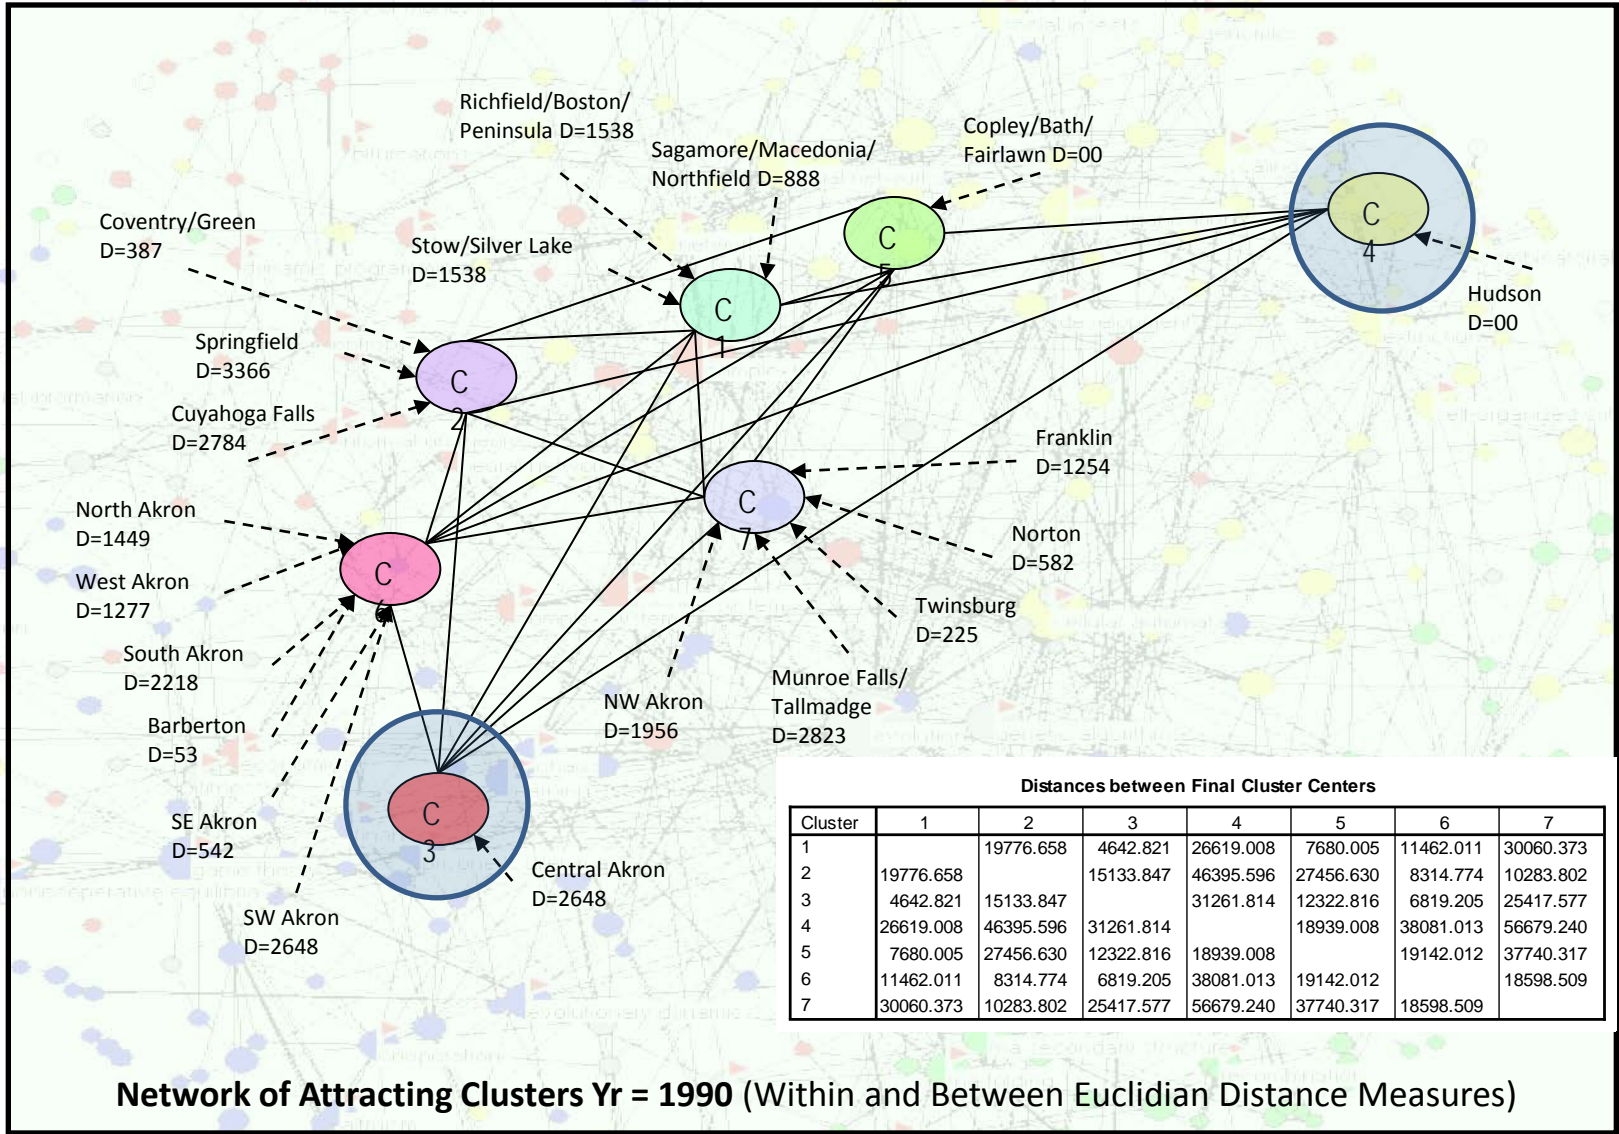 Richfield/Boston/
Peninsula D=1538
Sagamore/Macedonia/
Northfield D=888
Copley/Bath/
Fairlawn D=00
Coventry/Green
D=387
Stow/Silver Lake
D=1538
C
5
C
4
Hudson
D=00
C
1
Springfield
D=3366
C
2
Cuyahoga Falls
D=2784
Franklin
D=1254
C
7
North Akron
D=1449
Norton
D=582
West Akron
D=1277
C
6
Twinsburg
D=225
South Akron
D=2218
Munroe Falls/
Tallmadge
D=2823
NW Akron
D=1956
Barberton
D=53
SE Akron
D=542
C
3
Central Akron
D=2648
SW Akron
D=2648
Distances between Final Cluster Centers
Cluster 1 2 3 4 5 6 7
1 19776.658 4642.821 26619.008 7680.005 11462.011 30060.373
2 19776.658 15133.847 46395.596 27456.630 8314.774 10283.802
3 4642.821 15133.847 31261.814 12322.816 6819.205 25417.577
4 26619.008 46395.596 31261.814 18939.008 38081.013 56679.240
5 7680.005 27456.630 12322.816 18939.008 19142.012 37740.317
6 11462.011 8314.774 6819.205 38081.013 19142.012 18598.509
7 30060.373 10283.802 25417.577 56679.240 37740.317 18598.509
Network of Attracting Clusters Yr = 1990 (Within and Between Euclidian Distance Measures)